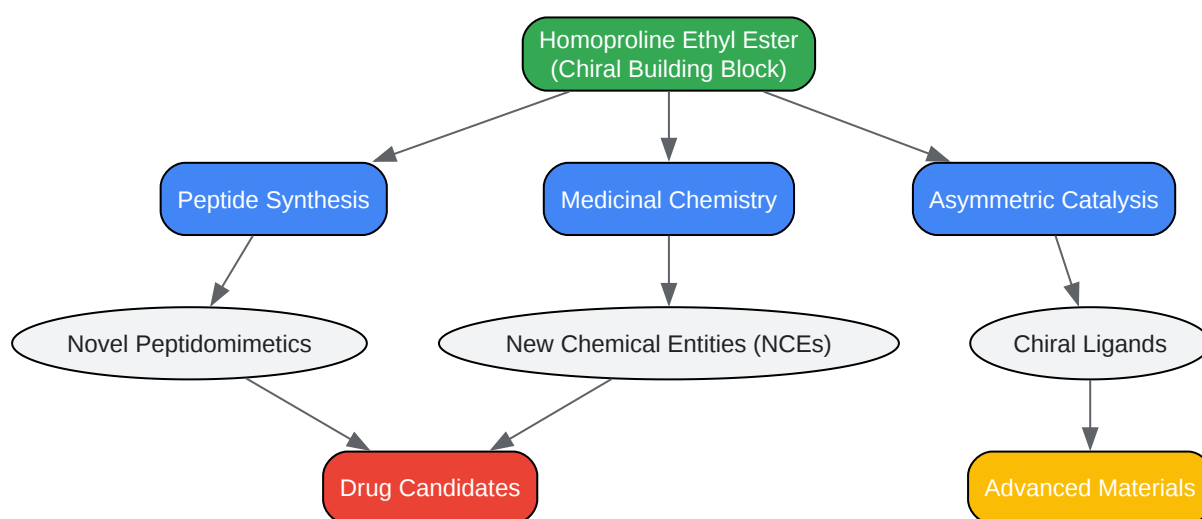 Homoproline Ethyl Ester
(Chiral Building Block)
Peptide Synthesis
Medicinal Chemistry
Asymmetric Catalysis
Novel Peptidomimetics
New Chemical Entities (NCEs)
Chiral Ligands
Drug Candidates
Advanced Materials